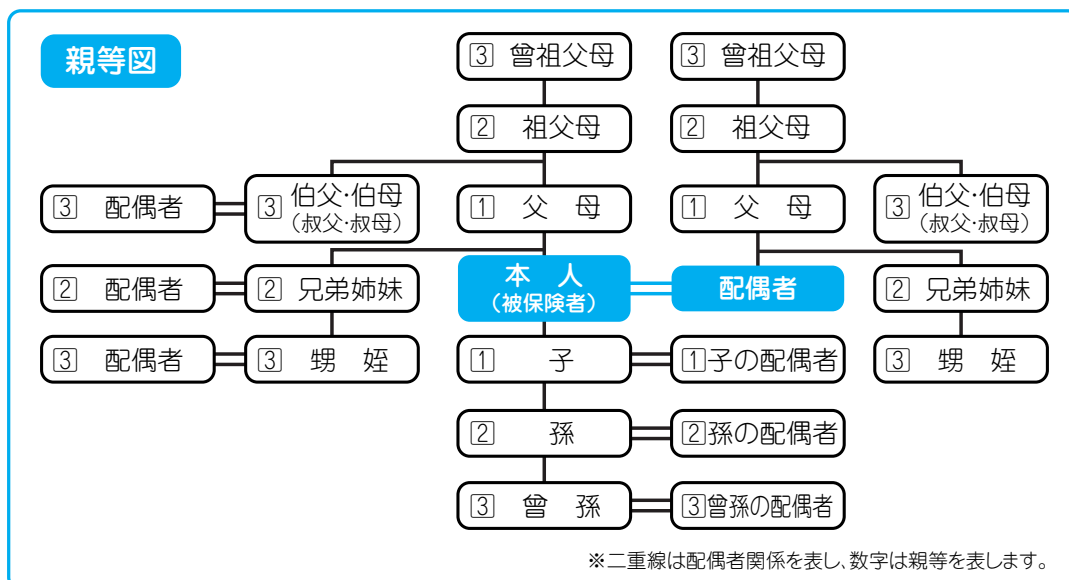 親等図
3 曾祖父母
3 曾祖父母
2 祖父母
2 祖父母
3 配偶者
3 伯父・伯母
(叔父・叔母)
1 父 母
1 父 母
3 伯父・伯母
(叔父・叔母)
2 配偶者
2 兄弟姉妹
本 人
(被保険者)
配偶者
2 兄弟姉妹
3 配偶者
3 甥 姪
1 子
1 子の配偶者
3 甥 姪
2 孫
2 孫の配偶者
3 曾 孫
3 曾孫の配偶者
※二重線は配偶者関係を表し、数字は親等を表します。